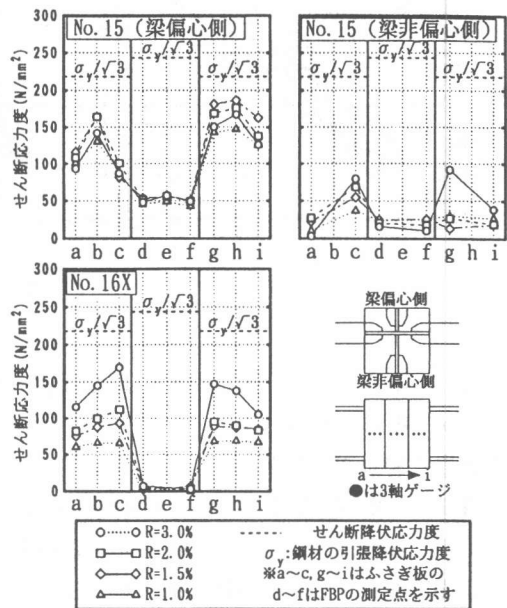 No.15 (梁偏心側)
No.15 (梁非偏心側)
せん断応力度(N/mm²)
300
250
200
150
100
50
0
σy/√3
σy/√3
σy/√3
a b c d e f g h i
σy/√3
σy/√3
σy/√3
a c d f g i
No.16X
せん断応力度(N/mm²)
300
250
200
150
100
50
0
σy/√3
σy/√3
σy/√3
a b c d e f g h i
梁偏心側
梁非偏心側
a i
●は3軸ゲージ
R=3.0%
R=2.0%
R=1.5%
R=1.0%
せん断降伏応力度
σy:鋼材の引張降伏応力度
※a~c,g~iはふさぎ板の
d~fはFBPの測定点を示す